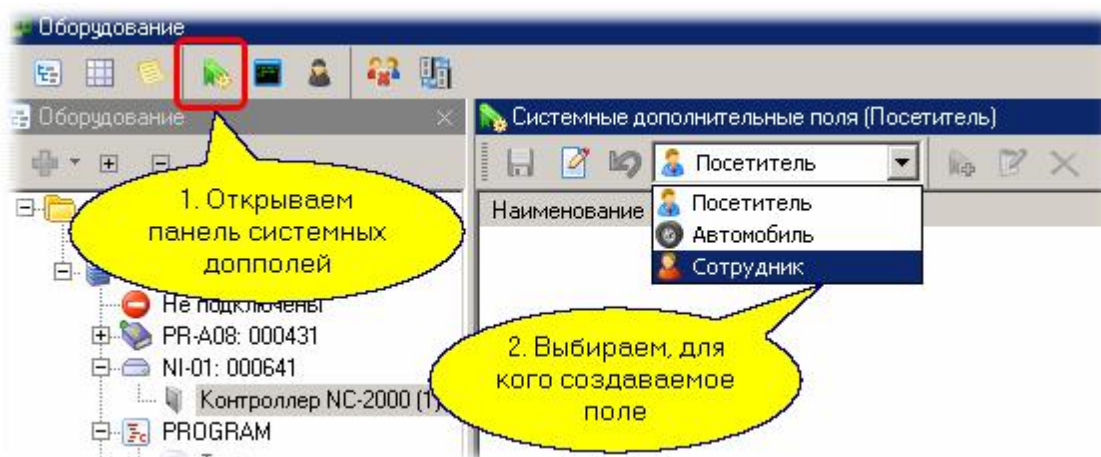 Оборудование
Оборудование
Системные дополнительные поля (Посетитель)
Посетитель
Наименование
Посетитель
Автомобиль
Сотрудник
1. Открываем
панель системных
допполей
Не подключены
PR-A08: 000431
NI-01: 000641
Контроллер NC-2000 (1)
PROGRAM
2. Выбираем, для
кого создаваемое
поле